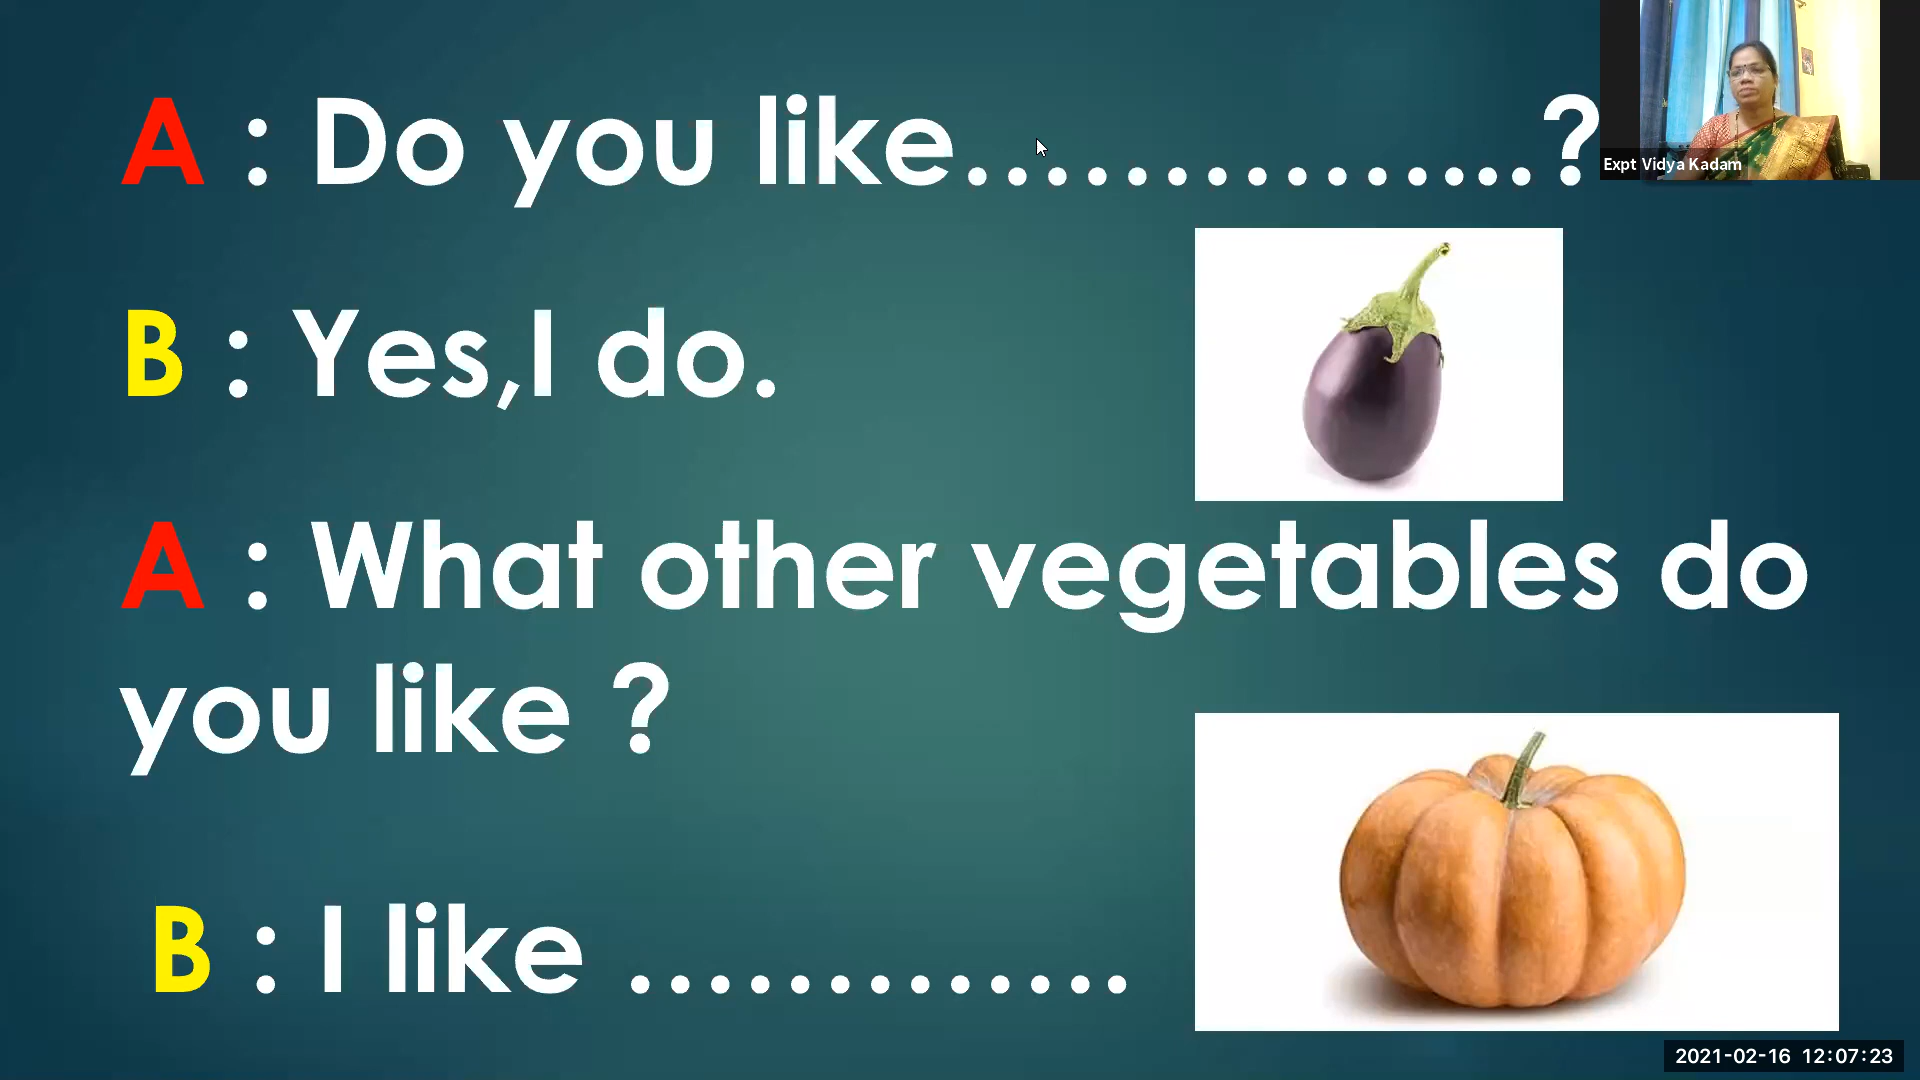 A : Do you like…………………..?
Expt Vidya Kadam
B : Yes,I do.
A : What other vegetables do
you like ?
B : I like ………….
2021-02-16 12:07:23